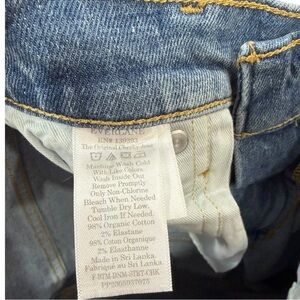 EVERLANE
RN# 139393
The Original Cheeky Jean
Machine Wash Cold
With Like Colors
Wash Inside Out
Remove Promptly
Only Non-Chlorine
Bleach When Needed
Tumble Dry Low,
Cool Iron If Needed.
98% Organic Cotton
2% Elastane
98% Coton Organique
2% Elasthanne
Made in Sri Lanka.
Fabriqué au Sri Lanka.